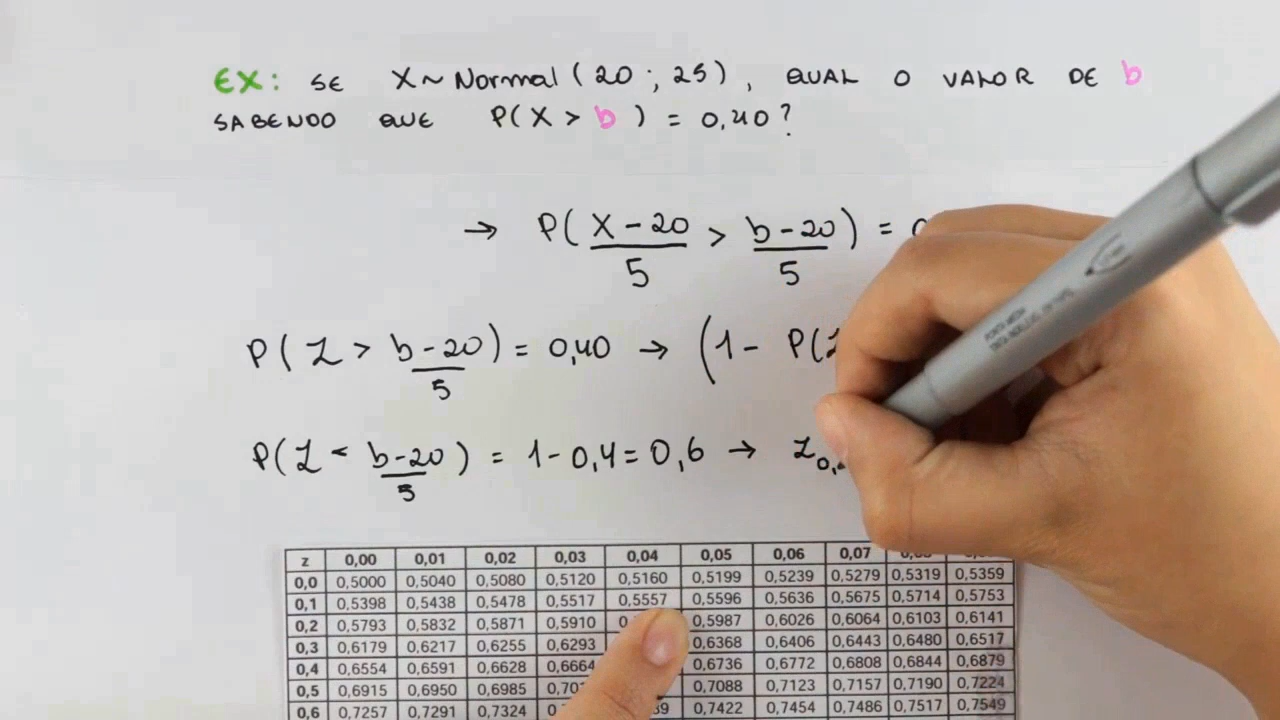 EX: SE X~Normal(20; 25), QUAL O VALOR DE b
SABENDO QUE P(X > b) = 0,40?
→ P(X-20/5 > b-20/5) =
P(Z > b-20/5) = 0,40 → (1 - P(Z
P(Z < b-20/5) = 1-0,4=0,6 → Z0,
z 0,00 0,01 0,02 0,03 0,04 0,05 0,06 0,07
0,0 0,5000 0,5040 0,5080 0,5120 0,5160 0,5199 0,5239 0,5279 0,5319 0,5359
0,1 0,5398 0,5438 0,5478 0,5517 0,5557 0,5596 0,5636 0,5675 0,5714 0,5753
0,2 0,5793 0,5832 0,5871 0,5910 0,5987 0,6026 0,6064 0,6103 0,6141
0,3 0,6179 0,6217 0,6255 0,6293 0,6368 0,6406 0,6443 0,6480 0,6517
0,4 0,6554 0,6591 0,6628 0,6664 0,6736 0,6772 0,6808 0,6844 0,6879
0,5 0,6915 0,6950 0,6985 0,7088 0,7123 0,7157 0,7190 0,7224
0,6 0,7257 0,7291 0,7324 0,7422 0,7454 0,7486 0,7517 0,7549